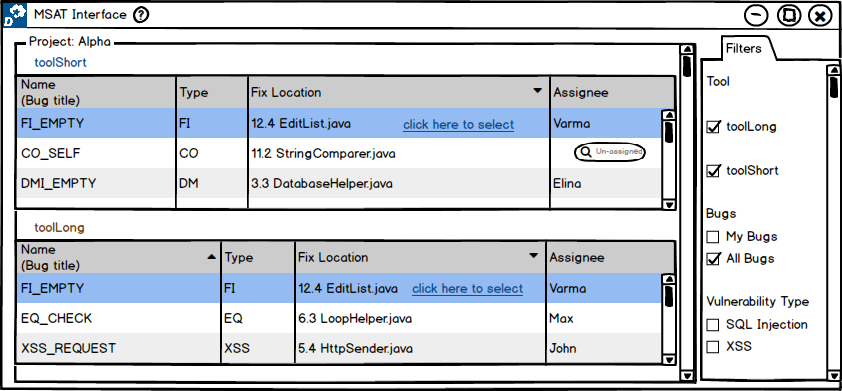 D
MSAT Interface ?
Project: Alpha
toolShort
Name
(Bug title) Type Fix Location Assignee
FI_EMPTY FI 12.4 EditList.java click here to select Varma
CO_SELF CO 11.2 StringComparer.java Un-assigned
DMI_EMPTY DM 3.3 DatabaseHelper.java Elina
toolLong
Name
(Bug title) Type Fix Location Assignee
FI_EMPTY FI 12.4 EditList.java click here to select Varma
EQ_CHECK EQ 6.3 LoopHelper.java Max
XSS_REQUEST XSS 5.4 HttpSender.java John
Filters
Tool
toolLong
toolShort
Bugs
My Bugs
All Bugs
Vulnerability Type
SQL Injection
XSS